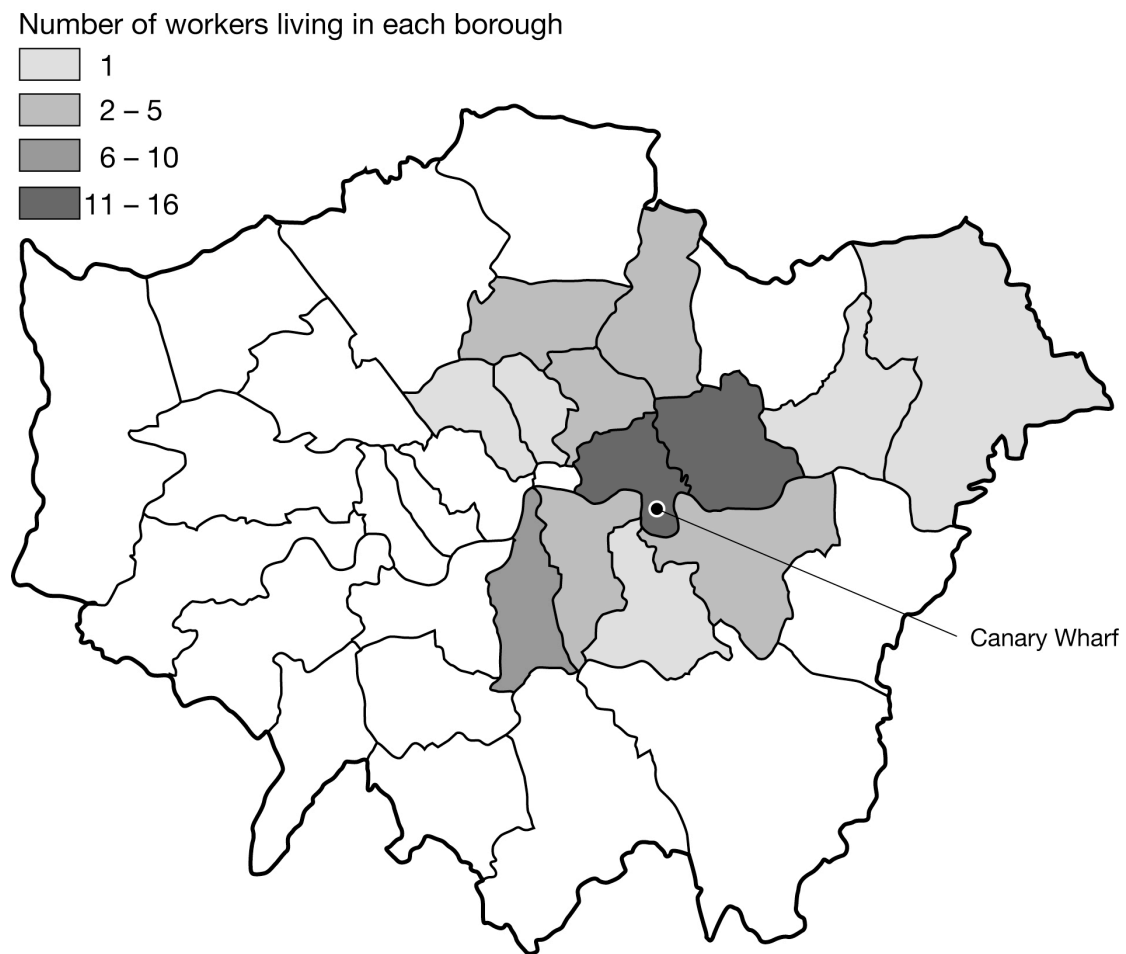 Number of workers living in each borough
1
2 – 5
6 – 10
11 – 16
Canary Wharf